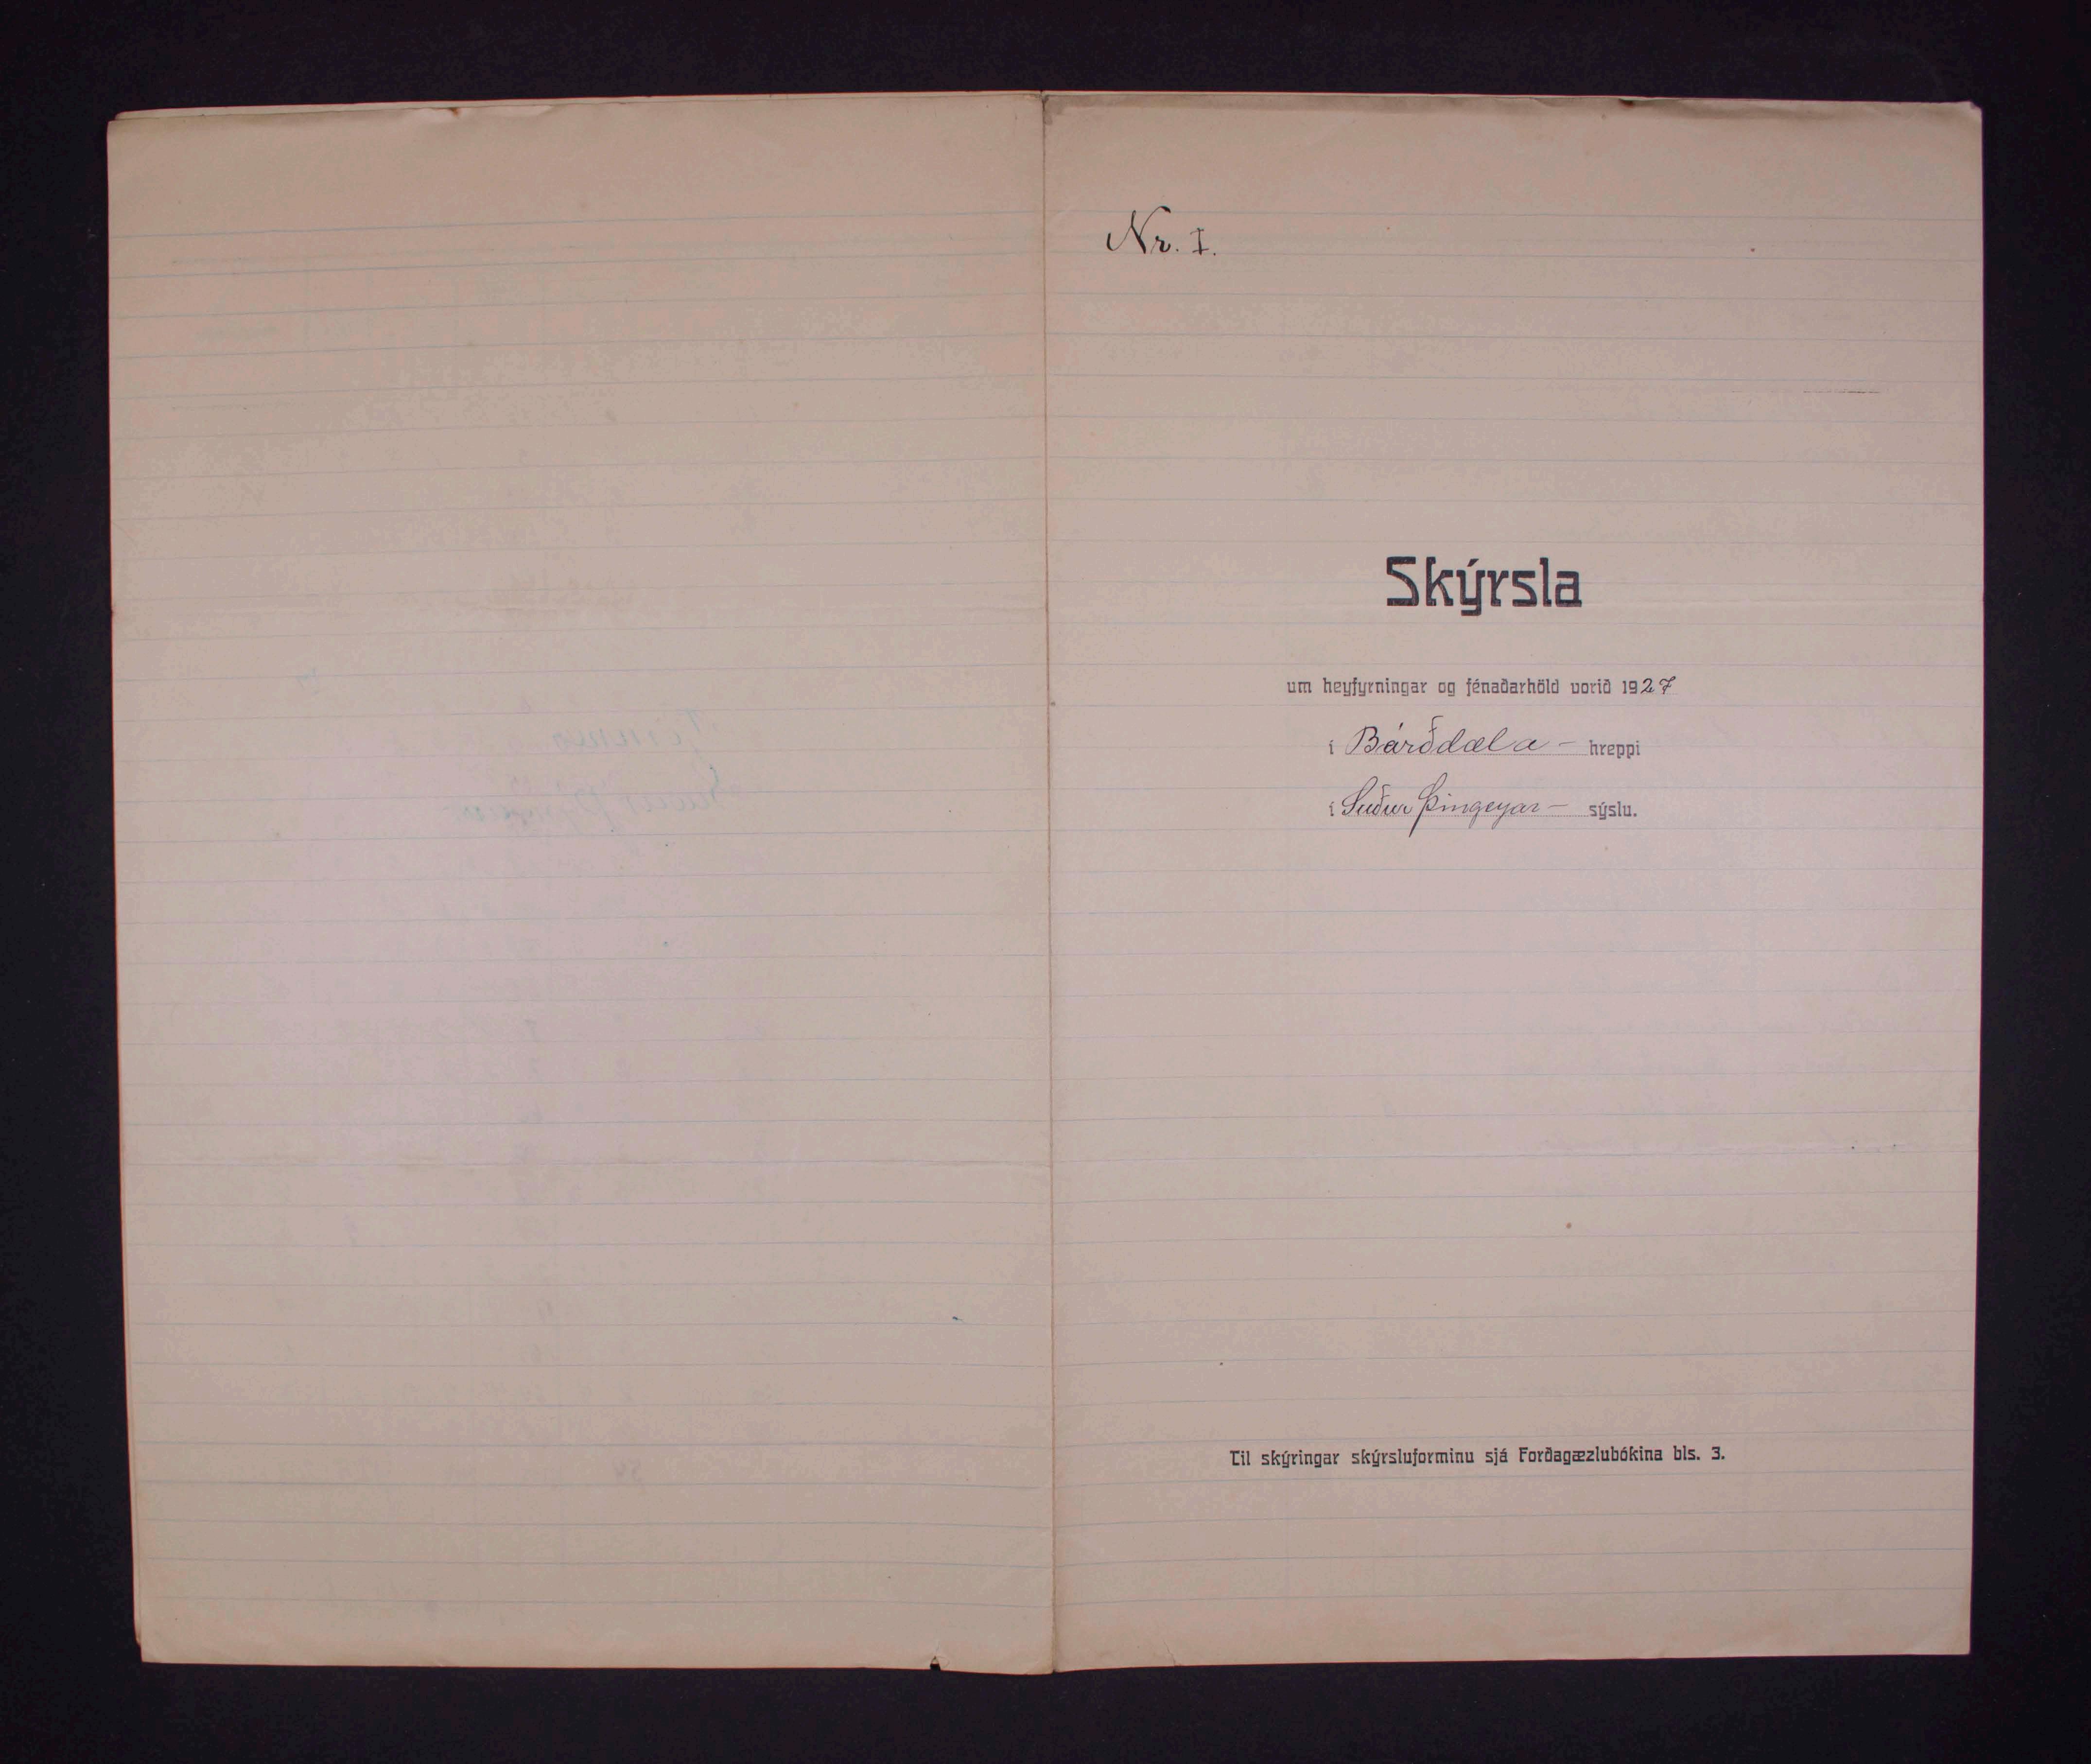 Nr. I.
Skýrsla
um heyfyrningar og fénaðarhöld vorið 1927
í Bárðdæla - hreppi
í Suður Þingeyar - sýslu.
Til skýringar skýrsluforminu sjá Forðagæzlubókina bls. 3.